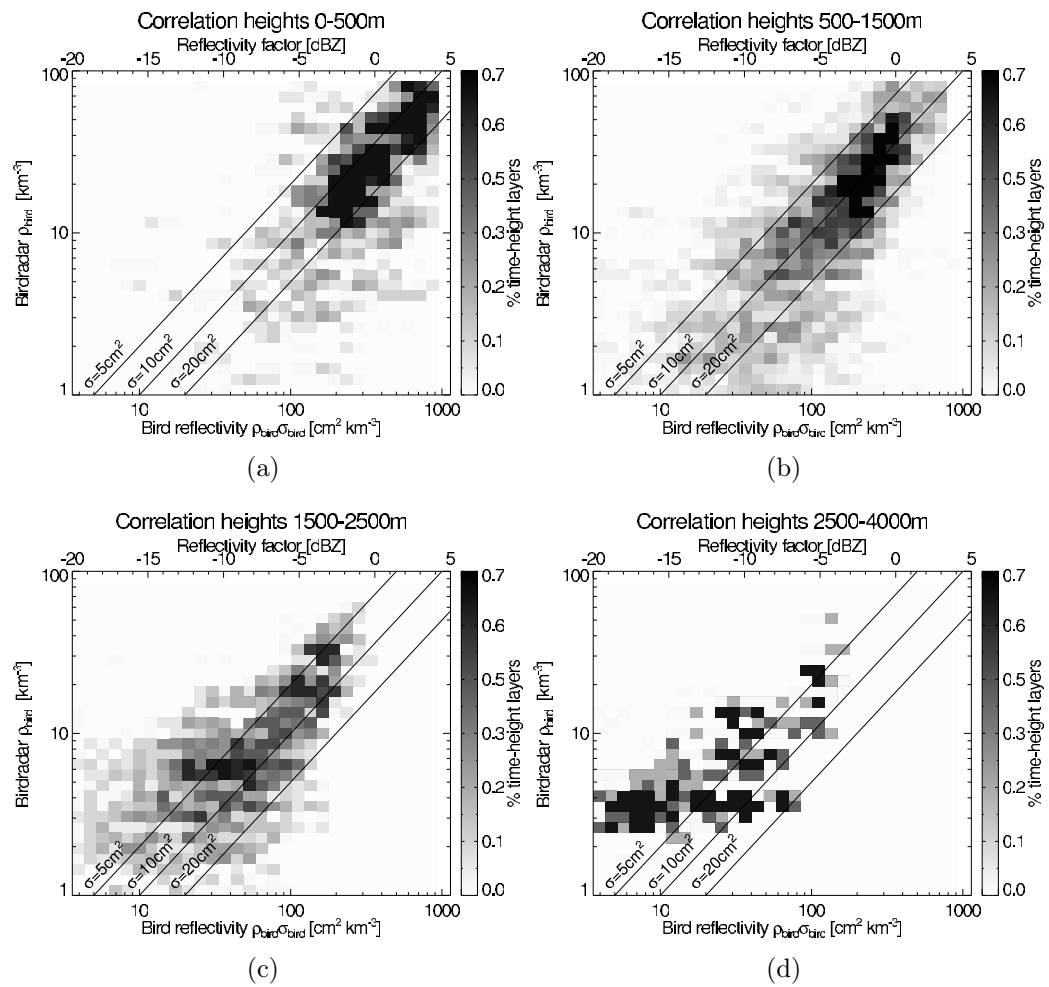 Correlation heights 0-500m
Reflectivity factor [dBZ]
-20 -15 -10 -5 0 5
100
10
1
Birdradar ρbird [km-3]
σ=5cm2
σ=10cm2
σ=20cm2
10 100 1000
Bird reflectivity ρbirdσbird [cm2 km-3]
0.7
0.6
0.5
0.3
0.2
0.1
0.0
% time-height layers
(a)
Correlation heights 500-1500m
Reflectivity factor [dBZ]
-20 -15 -10 -5 0 5
100
10
1
Birdradar ρbird [km-3]
σ=5cm2
σ=10cm2
σ=20cm2
10 100 1000
Bird reflectivity ρbirdσbird [cm2 km-3]
0.7
0.6
0.5
0.3
0.2
0.1
0.0
% time-height layers
(b)
Correlation heights 1500-2500m
Reflectivity factor [dBZ]
-20 -15 -10 -5 0 5
100
10
1
Birdradar ρbird [km-3]
σ=5cm2
σ=10cm2
σ=20cm2
10 100 1000
Bird reflectivity ρbirdσbird [cm2 km-3]
0.7
0.6
0.5
0.3
0.2
0.1
0.0
% time-height layers
(c)
Correlation heights 2500-4000m
Reflectivity factor [dBZ]
-20 -15 -10 -5 0 5
100
10
1
Birdradar ρbird [km-3]
σ=5cm2
σ=10cm2
σ=20cm2
10 100 1000
Bird reflectivity ρbirdσbird [cm2 km-3]
0.7
0.6
0.5
0.3
0.2
0.1
0.0
% time-height layers
(d)